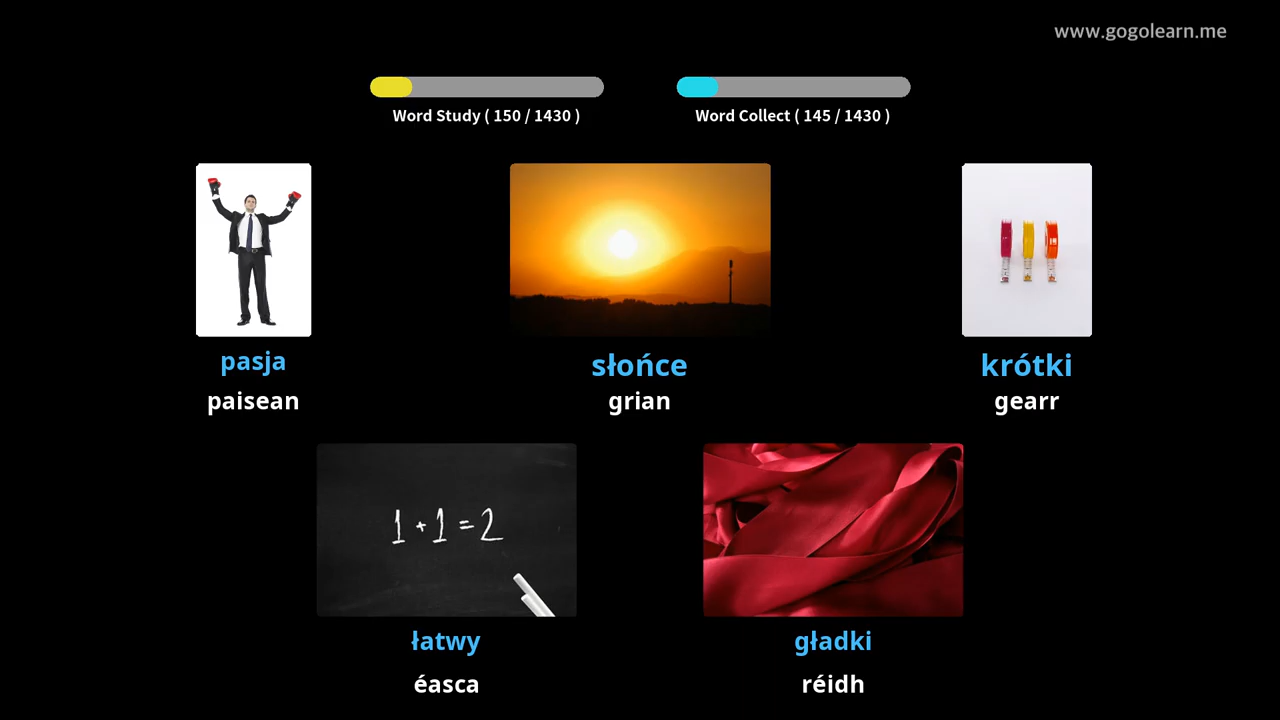 www.gogolearn.me
Word Study ( 150 / 1430 )
Word Collect ( 145 / 1430 )
pasja
słońce
krótki
paisean
grian
gearr
1+1=2
łatwy
gładki
éasca
réidh